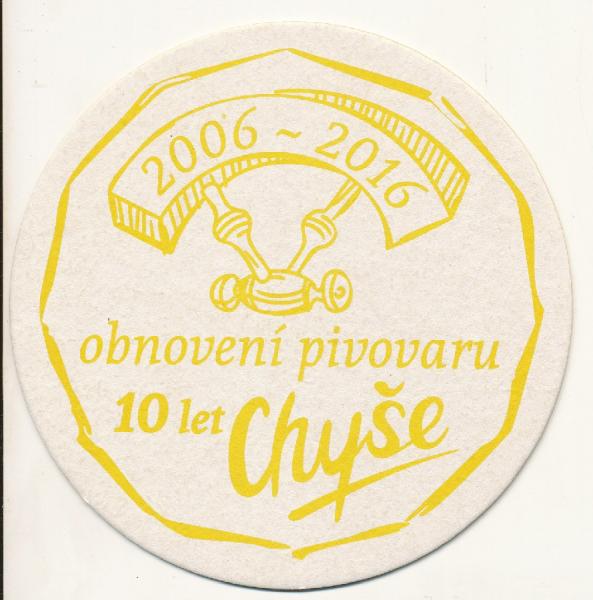 2006 ~ 2016
obnovení pivovaru
10 let Chyše